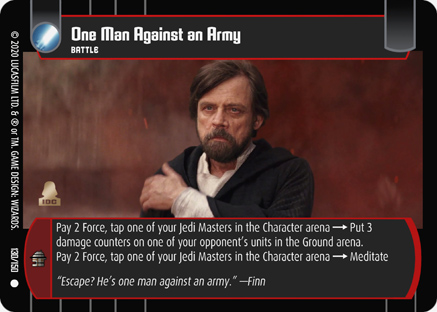 One Man Against an Army
BATTLE
IDC
Pay 2 Force, tap one of your Jedi Masters in the Character arena → Put 3
damage counters on one of your opponent's units in the Ground arena.
Pay 2 Force, tap one of your Jedi Masters in the Character arena → Meditate
“Escape? He's one man against an army.” —Finn
© 2020 LUCASFILM LTD. & ® or TM. GAME DESIGN: WIZARDS.